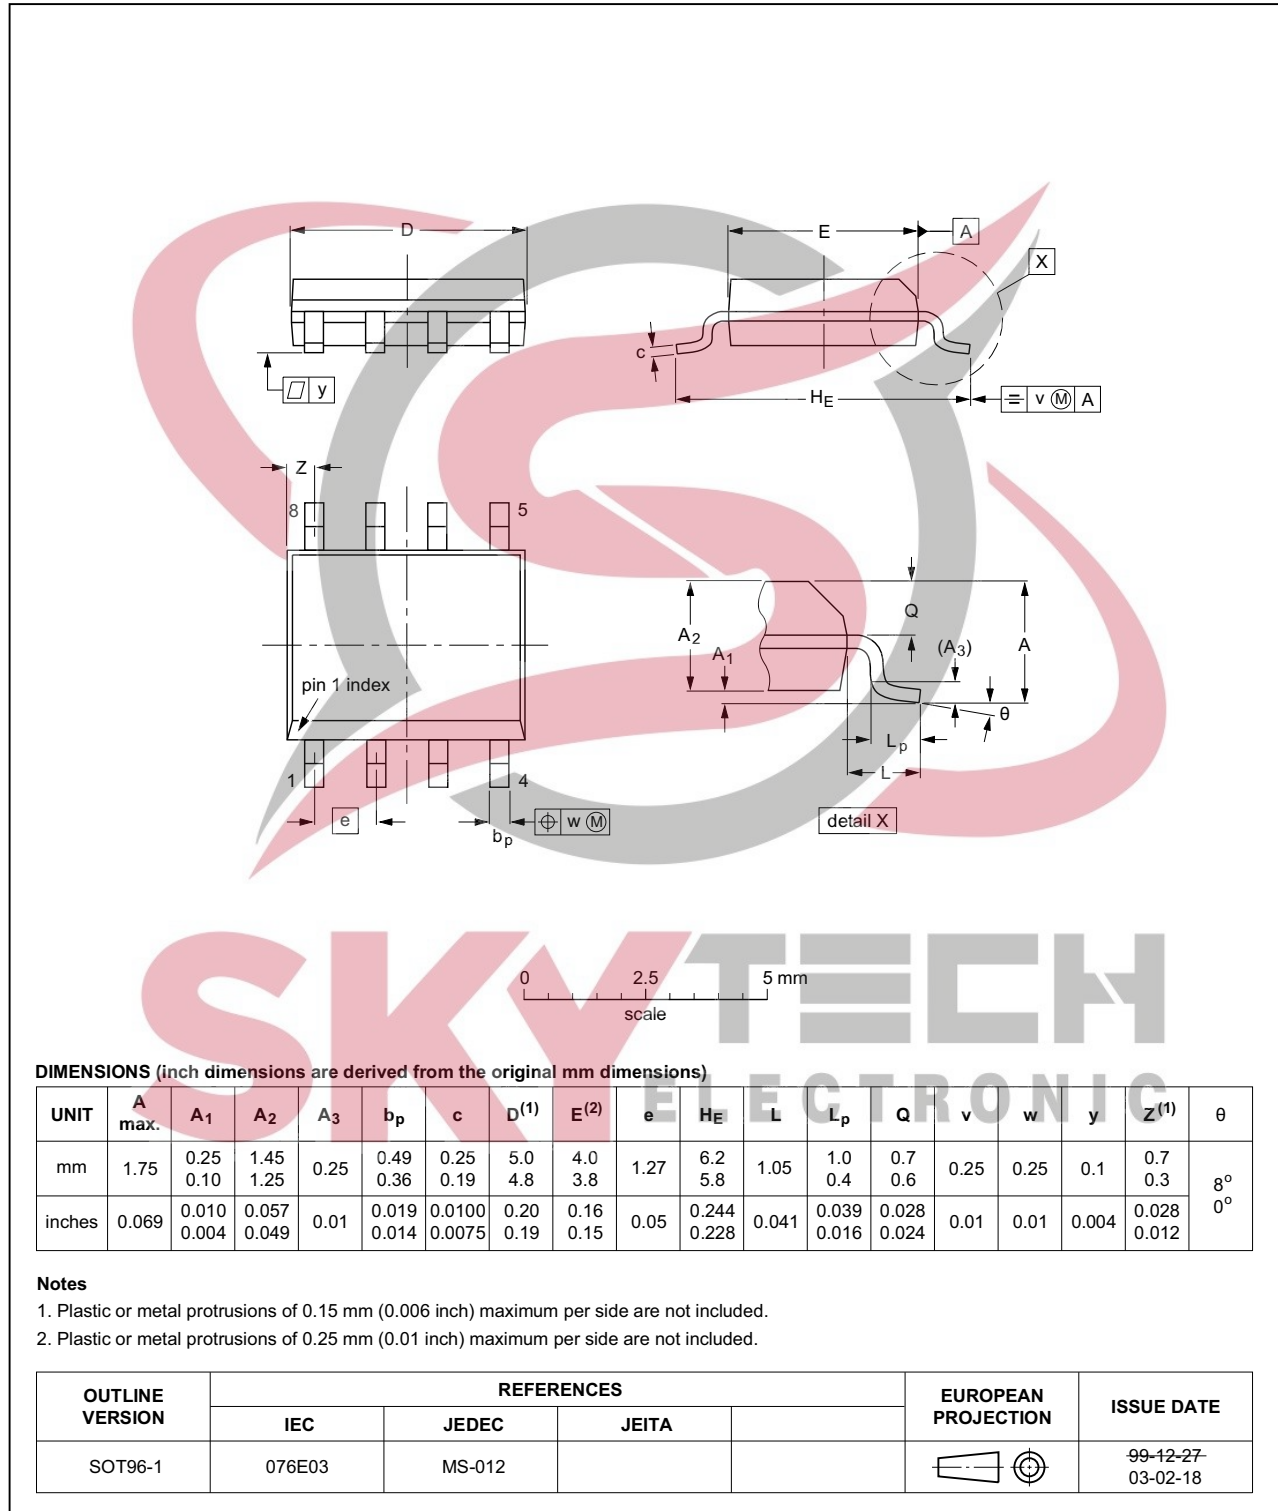 D
E
A
X
c
y
HE
v M A
Z
8
5
pin 1 index
1
4
e
bp
w M
A2
A1
Q
(A3)
A
θ
Lp
L
detail X
0 2.5 5 mm
scale
SKYTECH
ELECTRONIC
DIMENSIONS (inch dimensions are derived from the original mm dimensions)
UNIT A max. A1 A2 A3 bp c D(1) E(2) e HE L Lp Q v w y Z(1) θ
mm 1.75 0.25 0.10 1.45 1.25 0.25 0.49 0.36 0.25 0.19 5.0 4.8 4.0 3.8 1.27 6.2 5.8 1.05 1.0 0.4 0.7 0.6 0.25 0.25 0.1 0.7 0.3 8° 0°
inches 0.069 0.010 0.004 0.057 0.049 0.01 0.019 0.014 0.0100 0.0075 0.20 0.19 0.16 0.15 0.05 0.244 0.228 0.041 0.039 0.016 0.028 0.024 0.01 0.01 0.004 0.028 0.012
Notes
1. Plastic or metal protrusions of 0.15 mm (0.006 inch) maximum per side are not included.
2. Plastic or metal protrusions of 0.25 mm (0.01 inch) maximum per side are not included.
OUTLINE VERSION REFERENCES EUROPEAN PROJECTION ISSUE DATE
IEC JEDEC JEITA
SOT96-1 076E03 MS-012 99-12-27
03-02-18